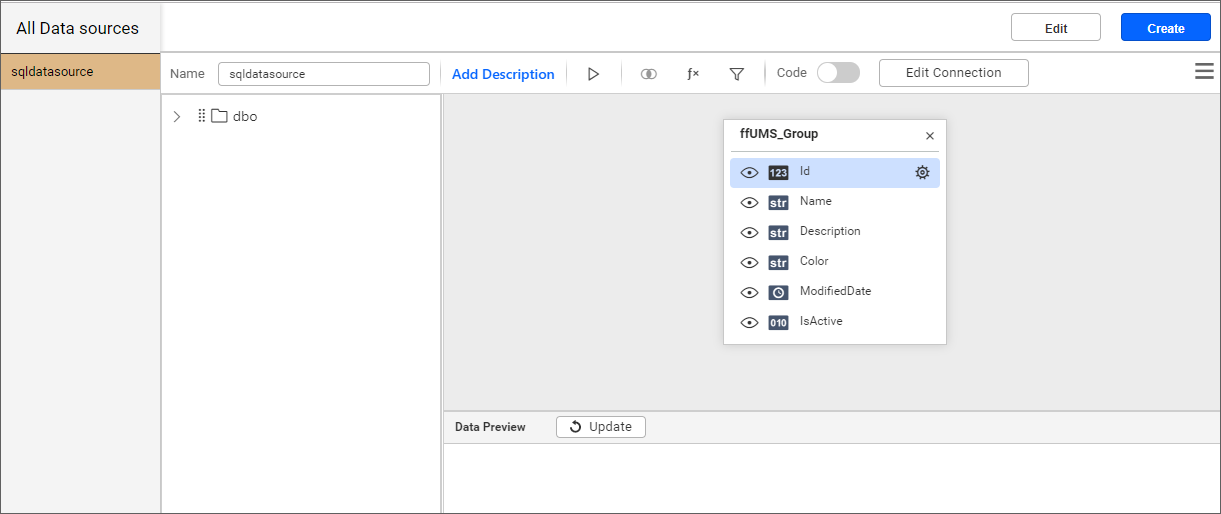 All Data sources
Edit
Create
sqldatasource
Name
sqldatasource
Add Description
ƒx
Code
Edit Connection
dbo
ffUMS_Group
123 Id
str Name
str Description
str Color
ModifiedDate
010 IsActive
Data Preview
Update